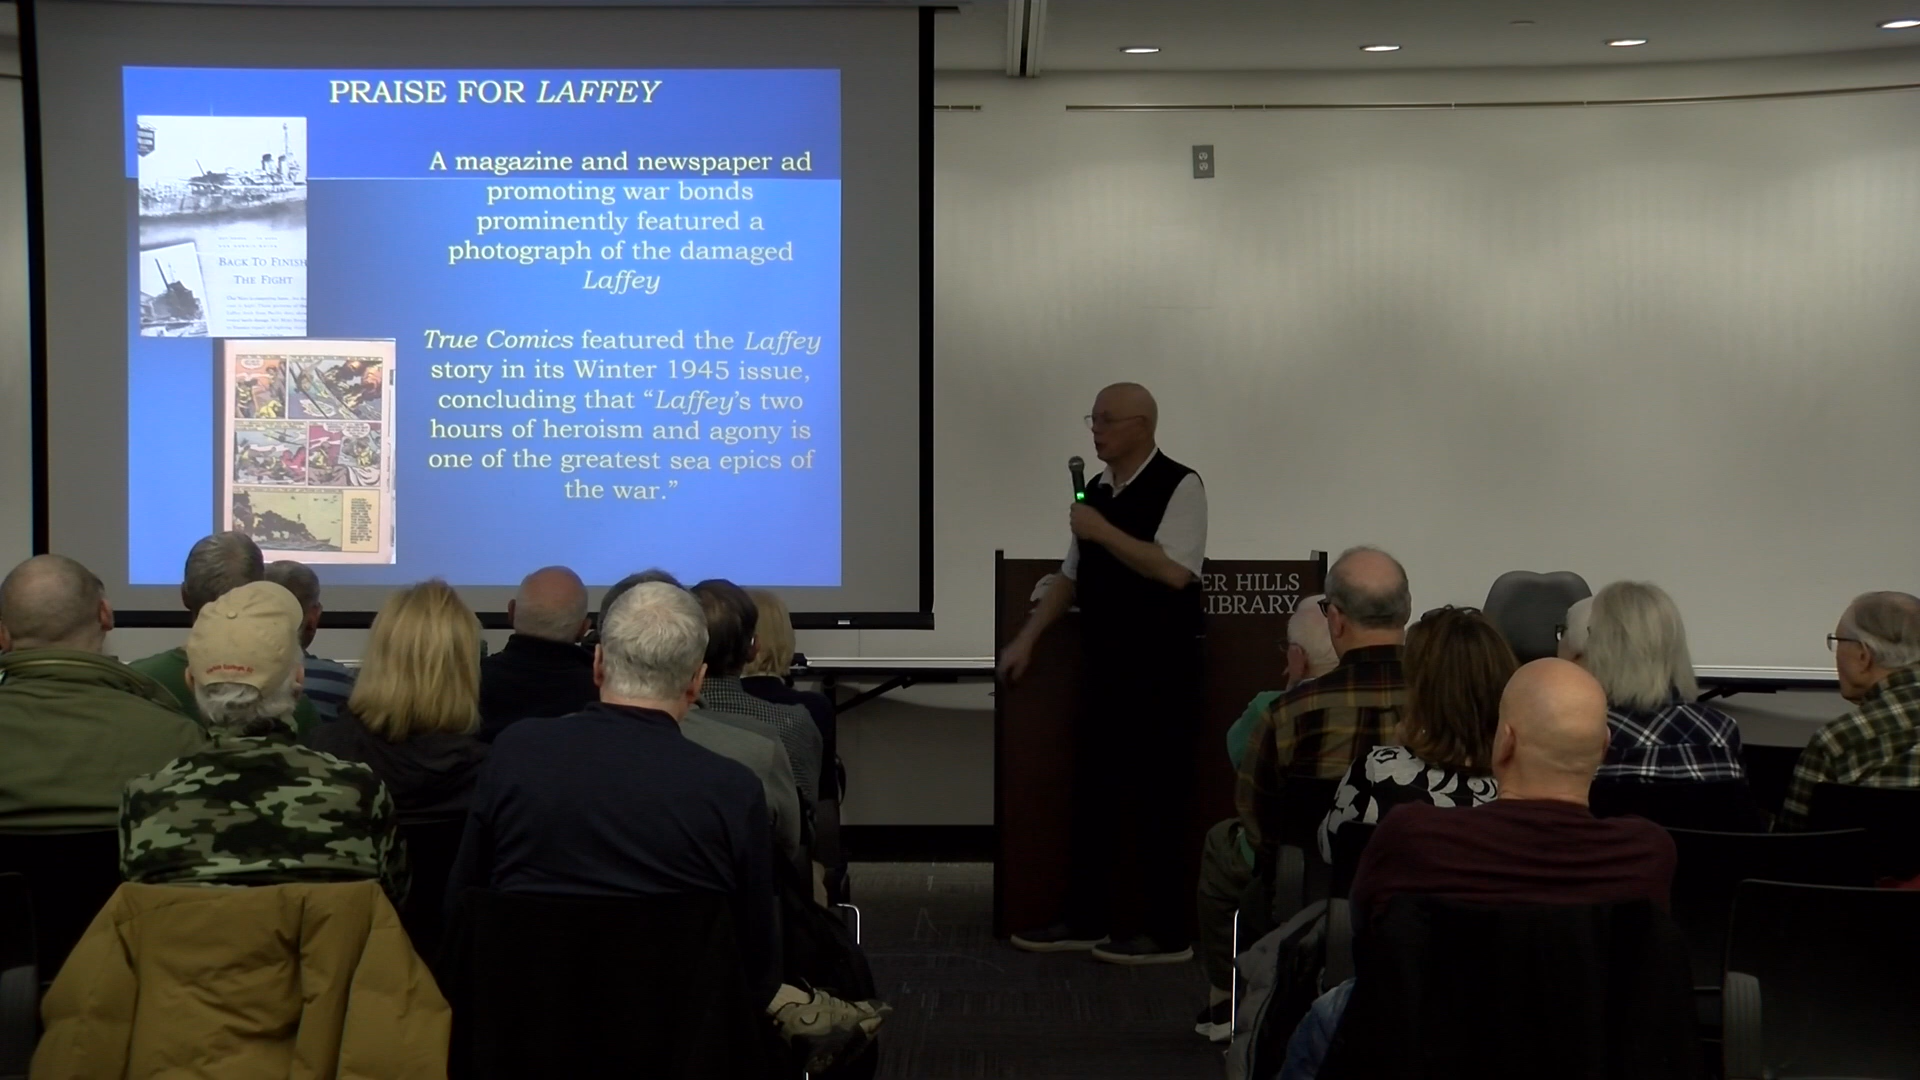 PRAISE FOR LAFFEY
A magazine and newspaper ad
promoting war bonds
prominently featured a
photograph of the damaged
Laffey
BACK TO FINISH
THE FIGHT
True Comics featured the Laffey
story in its Winter 1945 issue,
concluding that “Laffey’s two
hours of heroism and agony is
one of the greatest sea epics of
the war.”
ER HILLS
LIBRARY